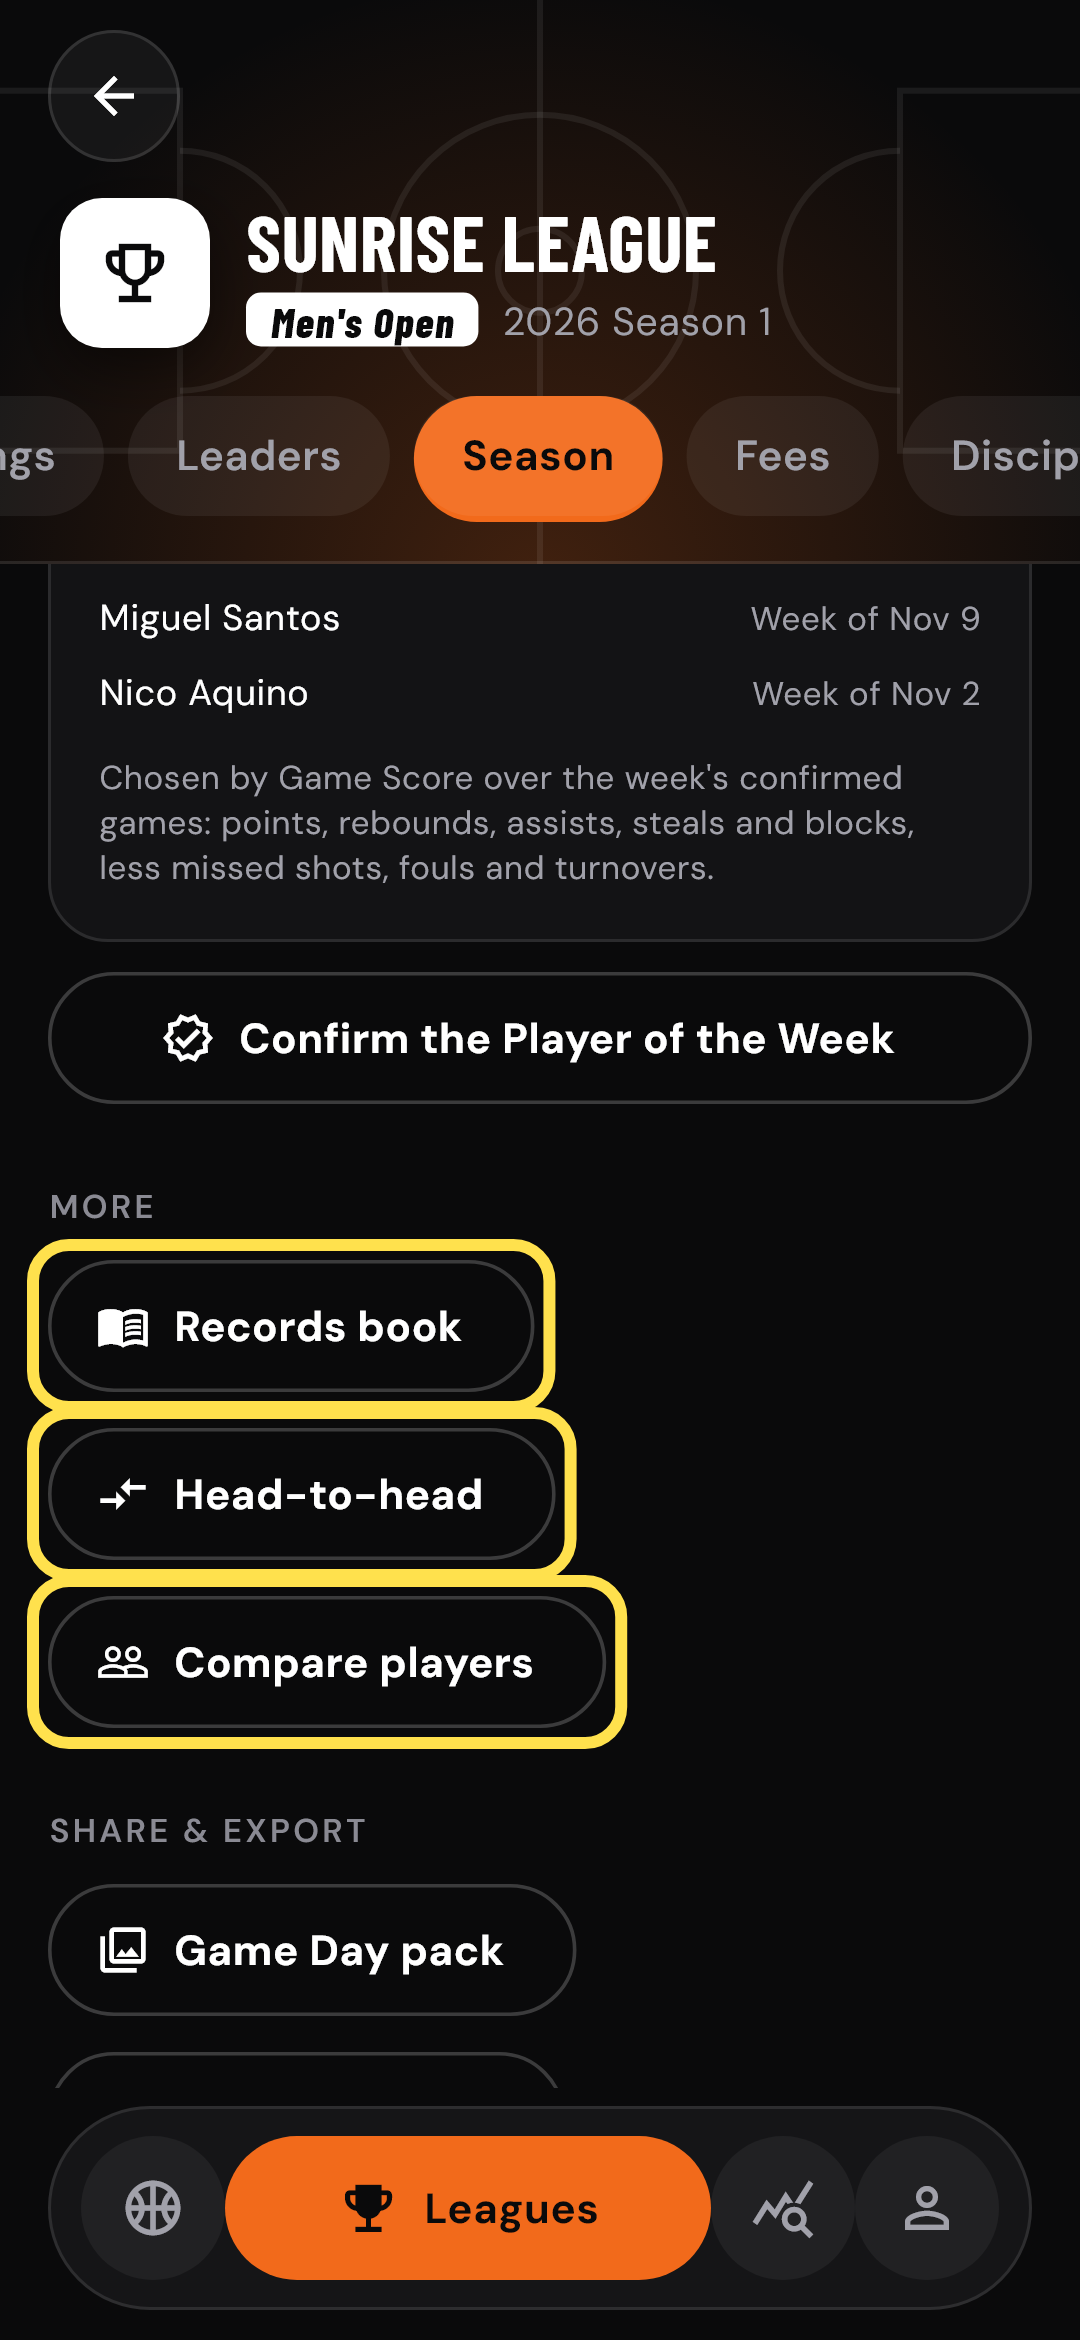 SUNRISE LEAGUE
Men's Open 2026 Season 1
ngs Leaders Season Fees Discip
Miguel Santos Week of Nov 9
Nico Aquino Week of Nov 2
Chosen by Game Score over the week's confirmed
games: points, rebounds, assists, steals and blocks,
less missed shots, fouls and turnovers.
Confirm the Player of the Week
MORE
Records book
Head-to-head
Compare players
SHARE & EXPORT
Game Day pack
Leagues